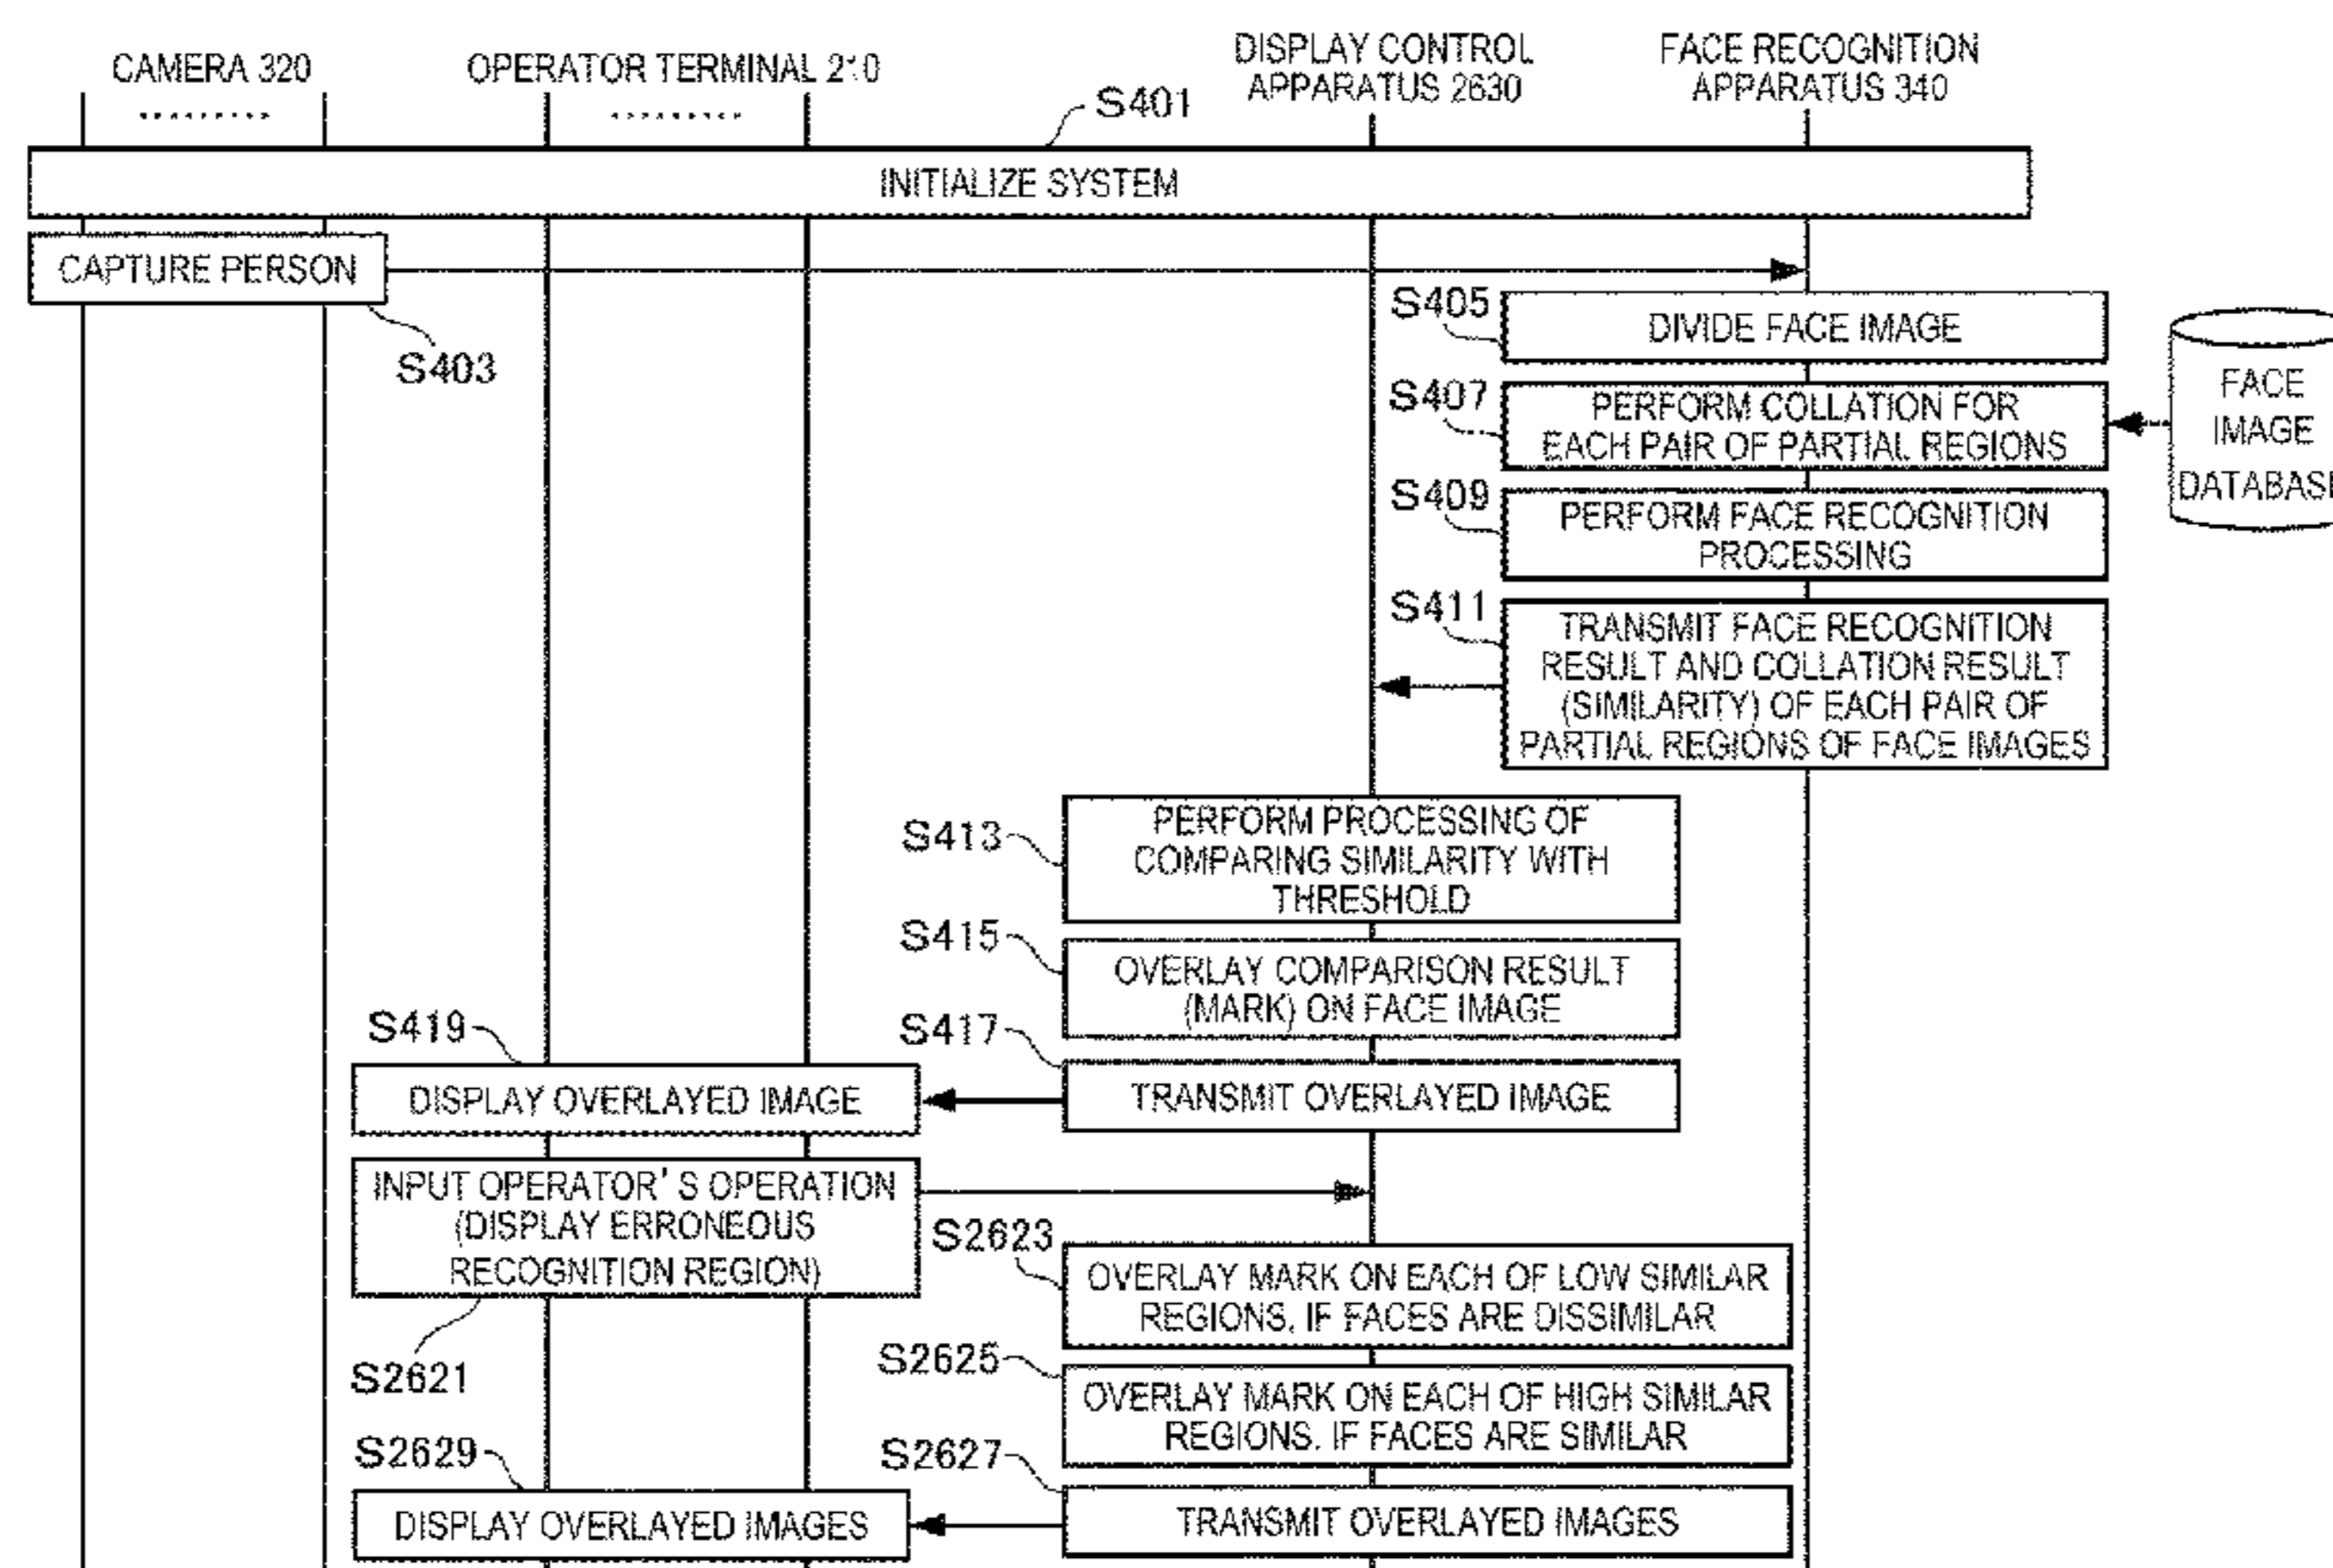 CAMERA 320
OPERATOR TERMINAL 210
DISPLAY CONTROL
APPARATUS 2630
FACE RECOGNITION
APPARATUS 340
S401
INITIALIZE SYSTEM
CAPTURE PERSON
S403
S405
DIVIDE FACE IMAGE
S407
PERFORM COLLATION FOR
EACH PAIR OF PARTIAL REGIONS
FACE
IMAGE
DATABASE
S409
PERFORM FACE RECOGNITION
PROCESSING
S411
TRANSMIT FACE RECOGNITION
RESULT AND COLLATION RESULT
(SIMILARITY) OF EACH PAIR OF
PARTIAL REGIONS OF FACE IMAGES
S413
PERFORM PROCESSING OF
COMPARING SIMILARITY WITH
THRESHOLD
S415
OVERLAY COMPARISON RESULT
(MARK) ON FACE IMAGE
S417
TRANSMIT OVERLAYED IMAGE
S419
DISPLAY OVERLAYED IMAGE
INPUT OPERATOR'S OPERATION
(DISPLAY ERRONEOUS
RECOGNITION REGION)
S2621
S2623
OVERLAY MARK ON EACH OF LOW SIMILAR
REGIONS, IF FACES ARE DISSIMILAR
S2625
OVERLAY MARK ON EACH OF HIGH SIMILAR
REGIONS, IF FACES ARE SIMILAR
S2627
TRANSMIT OVERLAYED IMAGES
S2629
DISPLAY OVERLAYED IMAGES